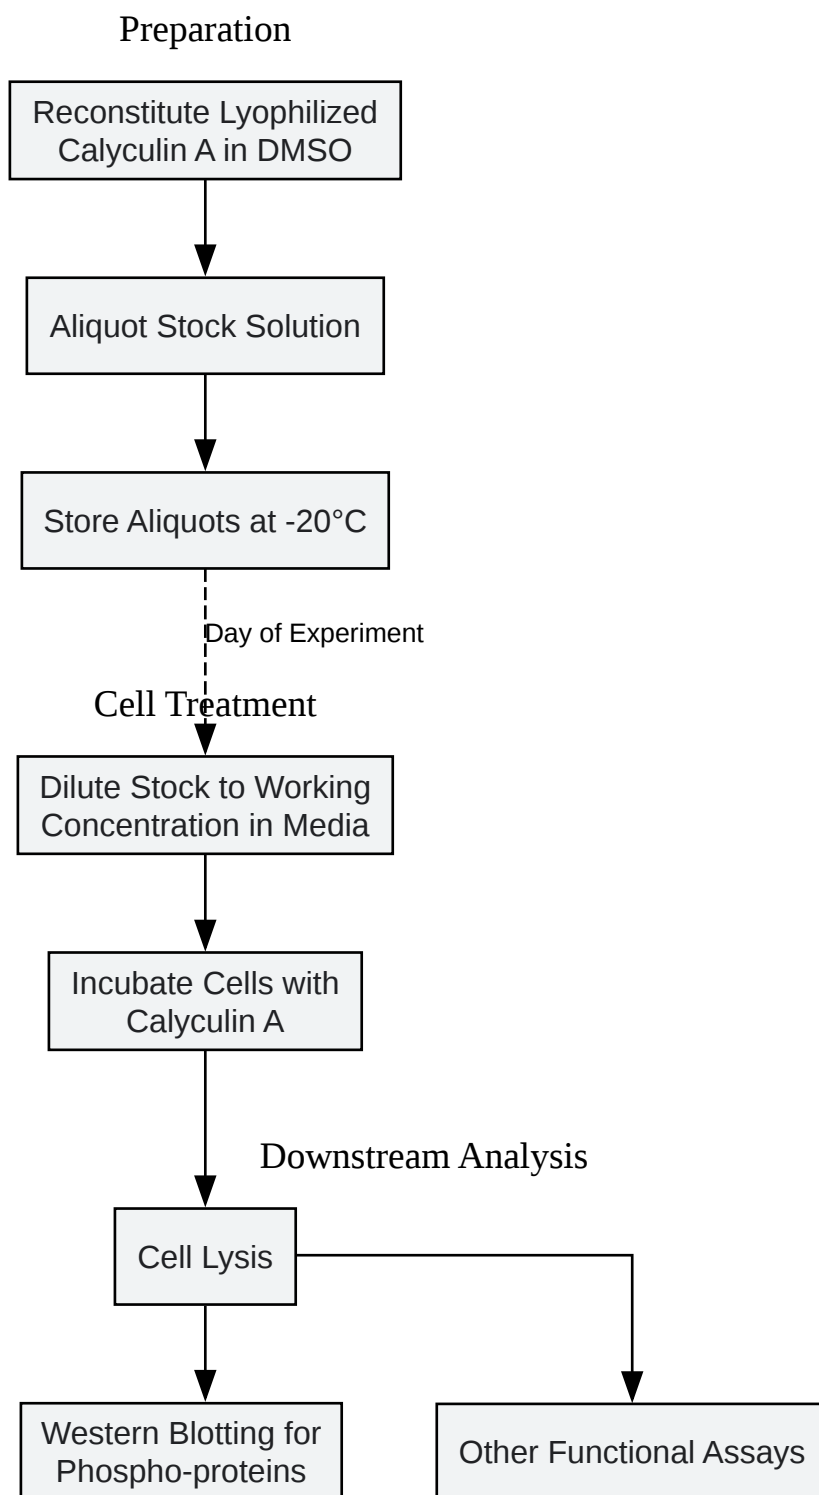 Preparation
Reconstitute Lyophilized
Calyculin A in DMSO
Aliquot Stock Solution
Store Aliquots at -20°C
Day of Experiment
Cell Treatment
Dilute Stock to Working
Concentration in Media
Incubate Cells with
Calyculin A
Downstream Analysis
Cell Lysis
Western Blotting for
Phospho-proteins
Other Functional Assays